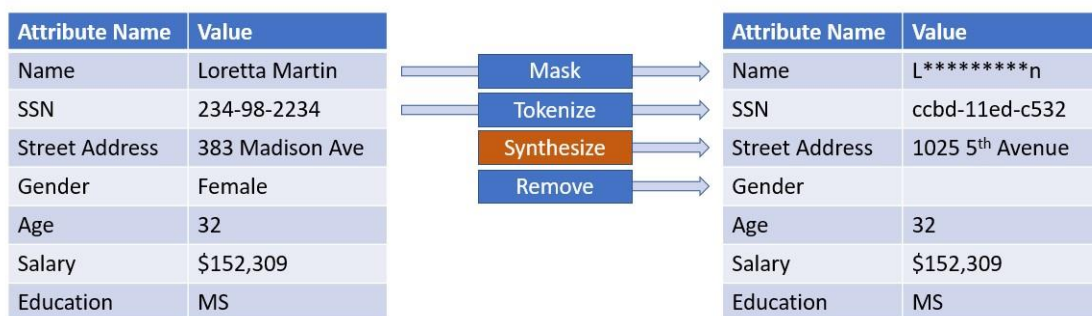 Attribute Name Value
Name Loretta Martin
SSN 234-98-2234
Street Address 383 Madison Ave
Gender Female
Age 32
Salary $152,309
Education MS
Mask
Tokenize
Synthesize
Remove
Attribute Name Value
Name L*********n
SSN ccbd-11ed-c532
Street Address 1025 5th Avenue
Gender
Age 32
Salary $152,309
Education MS